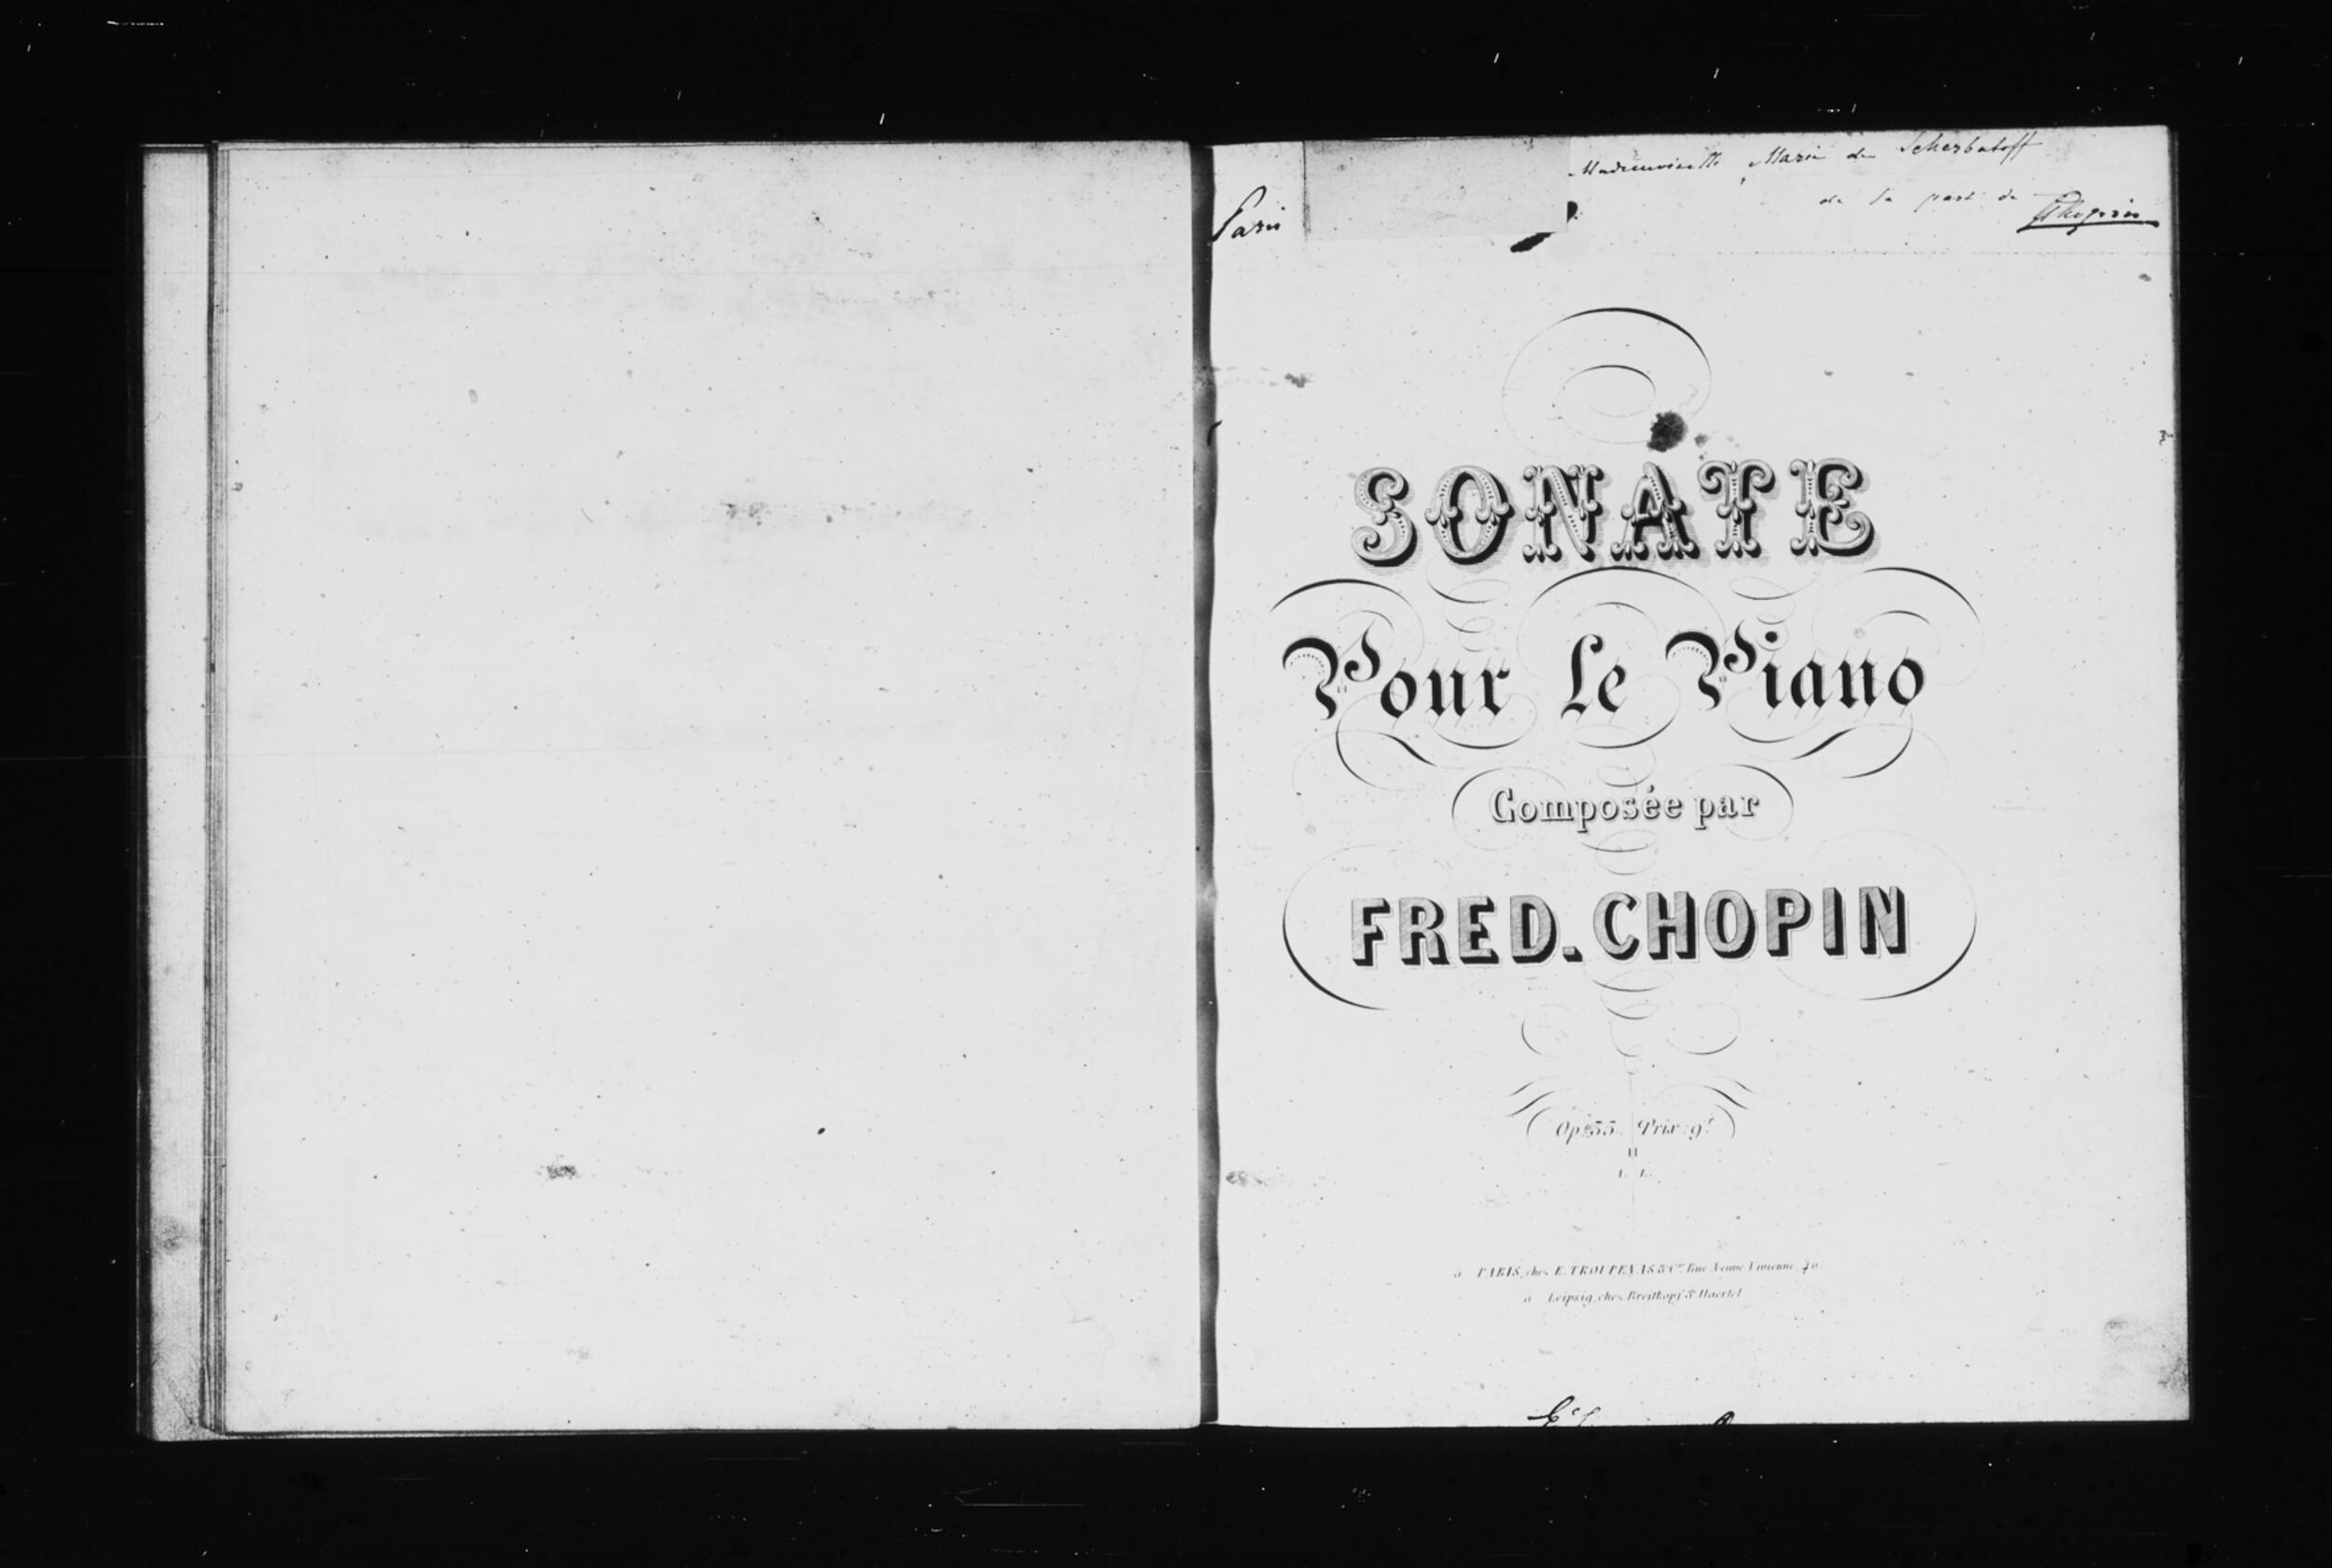 Mademoiselle Marie de Scherbatoff
de la part de Chopin
Paris
SONATE
Pour Le Piano
Composée par
FRED. CHOPIN
Op: 35. Prix: 9f
A. L.
à PARIS, chez E. TROUPENAS & Cie Rue Neuve Vivienne, 40.
à Leipsig, chez Breitkopf & Haertel